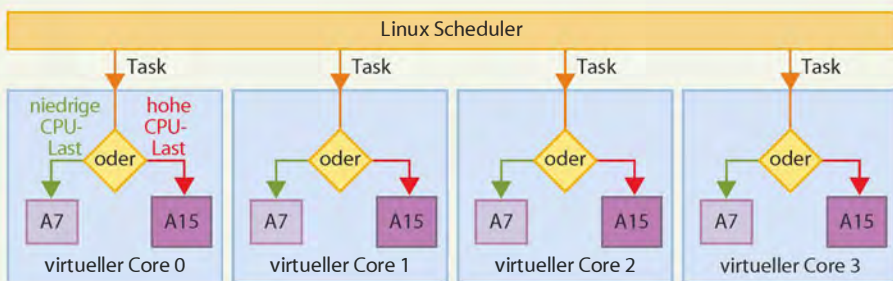 Linux Scheduler
Task
Task
Task
Task
niedrige
CPU-
Last
hohe
CPU-
Last
oder
oder
oder
oder
A7
A15
A7
A15
A7
A15
A7
A15
virtueller Core 0
virtueller Core 1
virtueller Core 2
virtueller Core 3